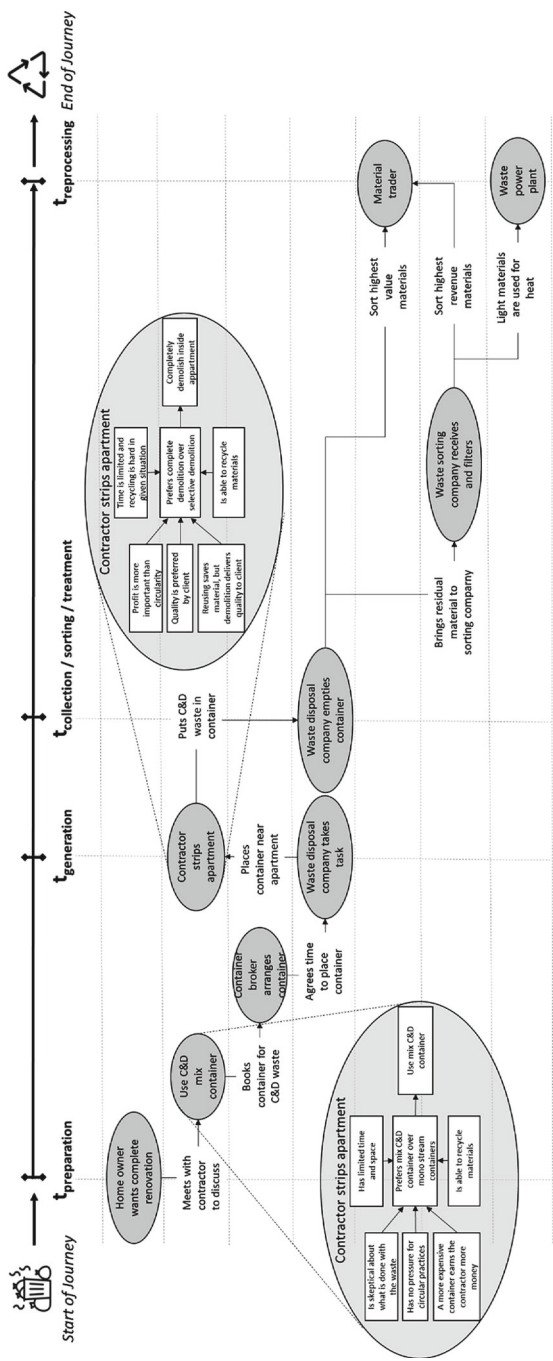 Start of Journey
t preparation
t generation
t collection / sorting / treatment
t reprocessing
End of Journey
Home owner
wants complete
renovation
Meets with
contractor
to discuss
Use C&D
mix
container
Books
container for
C&D waste
Container
broker
arranges
container
Agrees time
to place
container
Waste disposal
company takes
task
Places
container near
apartment
Contractor
strips
apartment
Puts C&D
waste in
container
Waste disposal
company empties
container
Brings residual
material to
sorting comparny
Waste sorting
company receives
and filters
Sort highest
value
materials
Sort highest
revenue
materials
Light materials
are used for
heat
Material
trader
Waste
power
plant
Contractor strips apartment
Is skeptical about
what is done with
the waste
Has no pressure for
circular practices
A more expensive
container earns the
contractor more
money
Has limited time
and space
Prefers mix C&D
container over
mono stream
containers
Is able to recycle
materials
Use mix C&D
container
Contractor strips apartment
Profit is more
important than
circularity
Quality is preferred
by client
Reusing saves
material, but
demolition delivers
quality to client
Time is limited and
recycling is hard in
given situation
Prefers complete
demolition over
selective demolition
Is able to recycle
materials
Completely
demolish inside
appartment